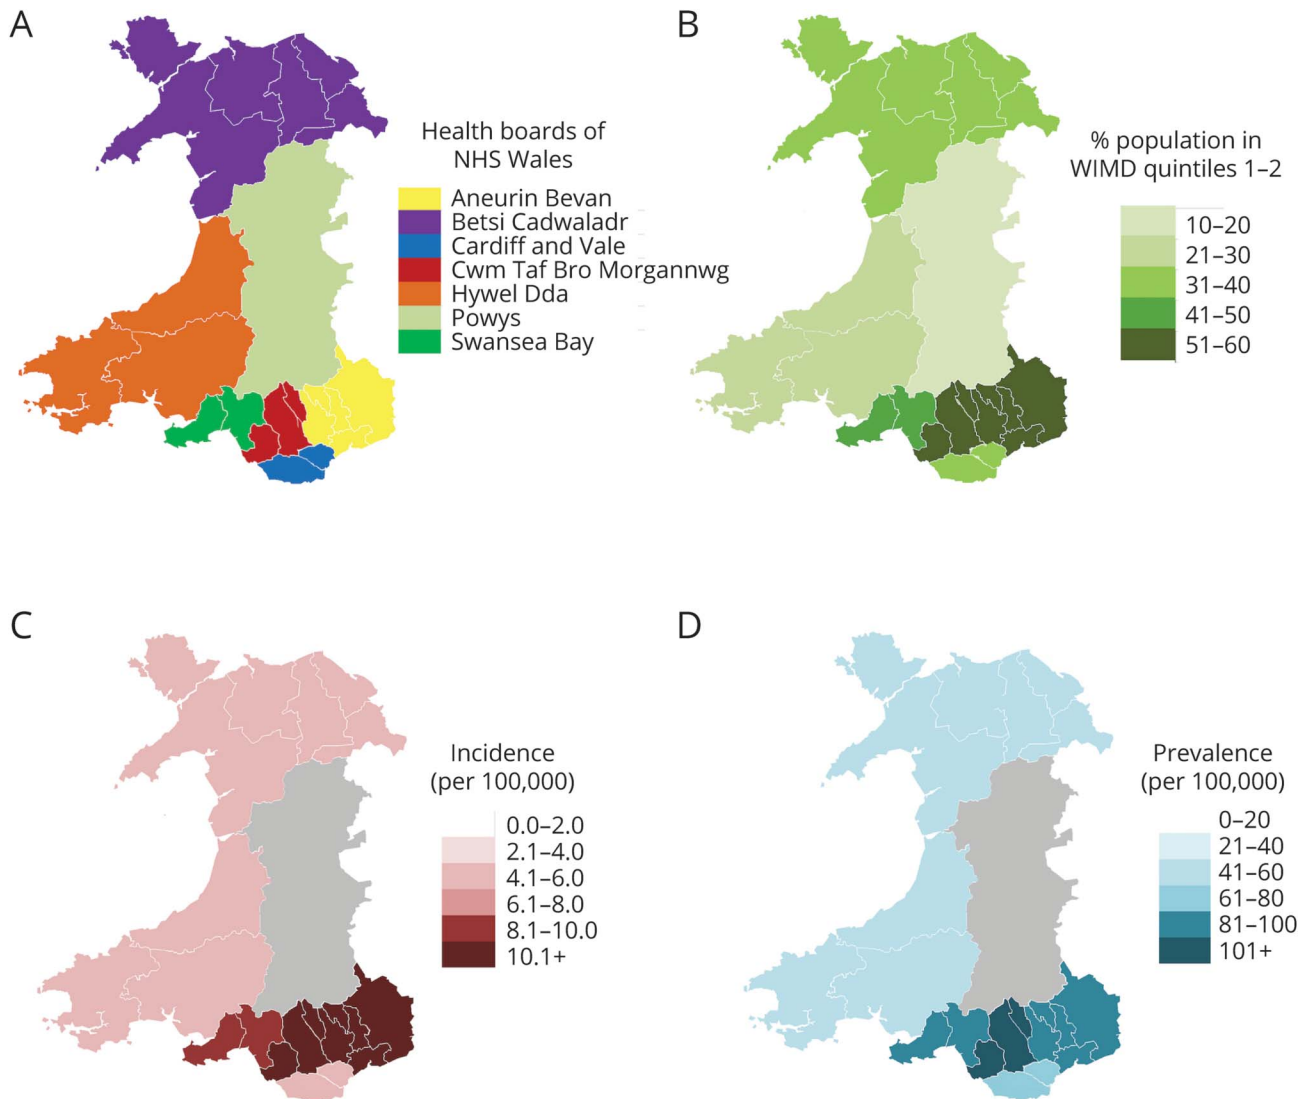 A
Health boards of
NHS Wales
Aneurin Bevan
Betsi Cadwaladr
Cardiff and Vale
Cwm Taf Bro Morgannwg
Hywel Dda
Powys
Swansea Bay
B
% population in
WIMD quintiles 1–2
10–20
21–30
31–40
41–50
51–60
C
Incidence
(per 100,000)
0.0–2.0
2.1–4.0
4.1–6.0
6.1–8.0
8.1–10.0
10.1+
D
Prevalence
(per 100,000)
0–20
21–40
41–60
61–80
81–100
101+